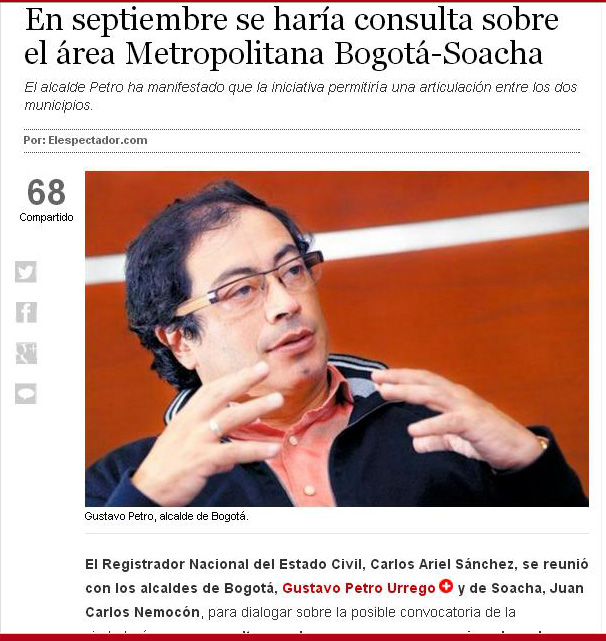 En septiembre se haría consulta sobre
el área Metropolitana Bogotá-Soacha
El alcalde Petro ha manifestado que la iniciativa permitiría una articulación entre los dos
municipios.
Por: Elespectador.com
68
Compartido
Gustavo Petro, alcalde de Bogotá.
El Registrador Nacional del Estado Civil, Carlos Ariel Sánchez, se reunió
con los alcaldes de Bogotá, Gustavo Petro Urrego y de Soacha, Juan
Carlos Nemocón, para dialogar sobre la posible convocatoria de la